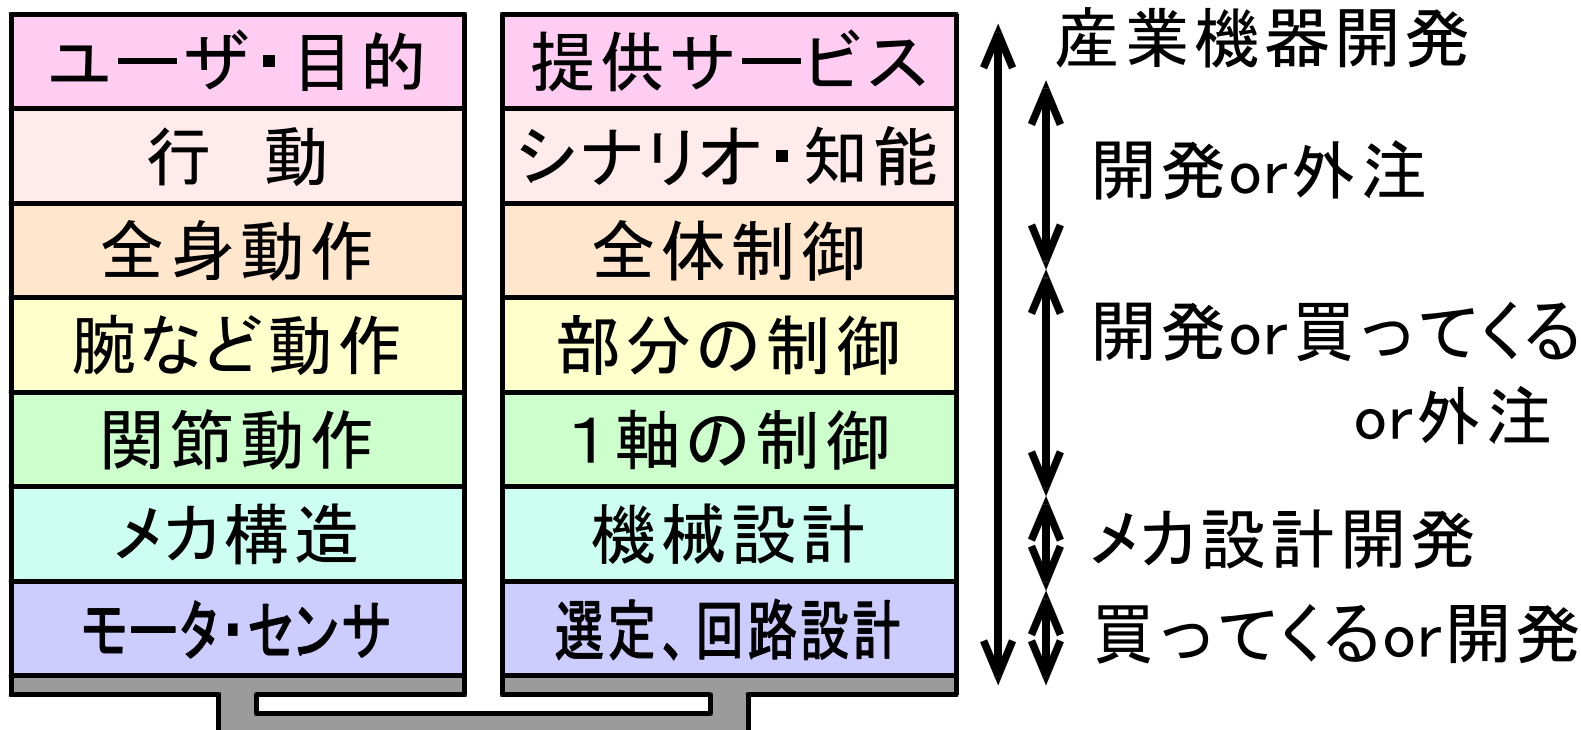 ユーザ・目的
行　動
全身動作
腕など動作
関節動作
メカ構造
モータ・センサ
提供サービス
シナリオ・知能
全体制御
部分の制御
１軸の制御
機械設計
選定、回路設計
産業機器開発
開発or外注
開発or買ってくる
or外注
メカ設計開発
買ってくるor開発